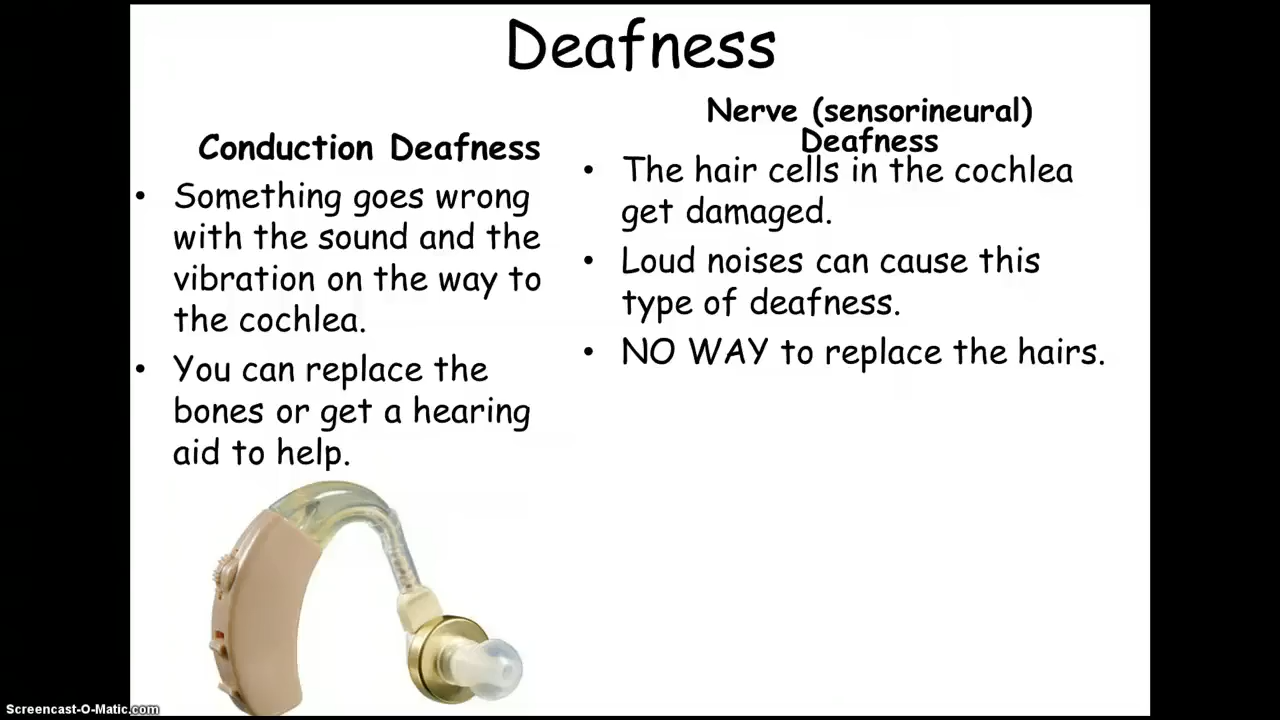 Deafness
Conduction Deafness
• Something goes wrong
with the sound and the
vibration on the way to
the cochlea.
• You can replace the
bones or get a hearing
aid to help.
Nerve (sensorineural)
Deafness
• The hair cells in the cochlea
get damaged.
• Loud noises can cause this
type of deafness.
• NO WAY to replace the hairs.
Screencast-O-Matic.com